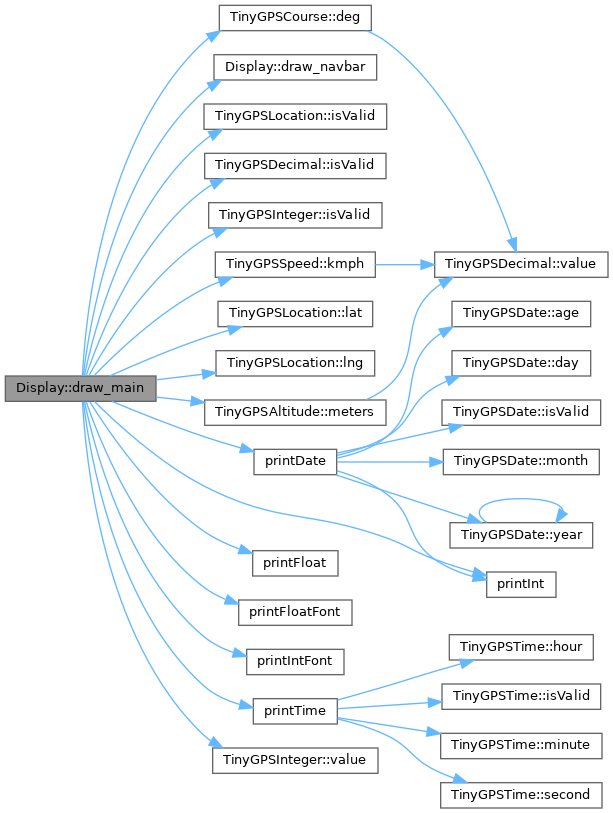 TinyGPSCourse::deg
Display::draw_navbar
TinyGPSLocation::isValid
TinyGPSDecimal::isValid
TinyGPSInteger::isValid
TinyGPSSpeed::kmph
TinyGPSDecimal::value
TinyGPSLocation::lat
TinyGPSDate::age
TinyGPSLocation::lng
TinyGPSDate::day
Display::draw_main
TinyGPSAltitude::meters
TinyGPSDate::isValid
printDate
TinyGPSDate::month
TinyGPSDate::year
printFloat
printInt
printFloatFont
printIntFont
TinyGPSTime::hour
TinyGPSTime::isValid
printTime
TinyGPSTime::minute
TinyGPSInteger::value
TinyGPSTime::second